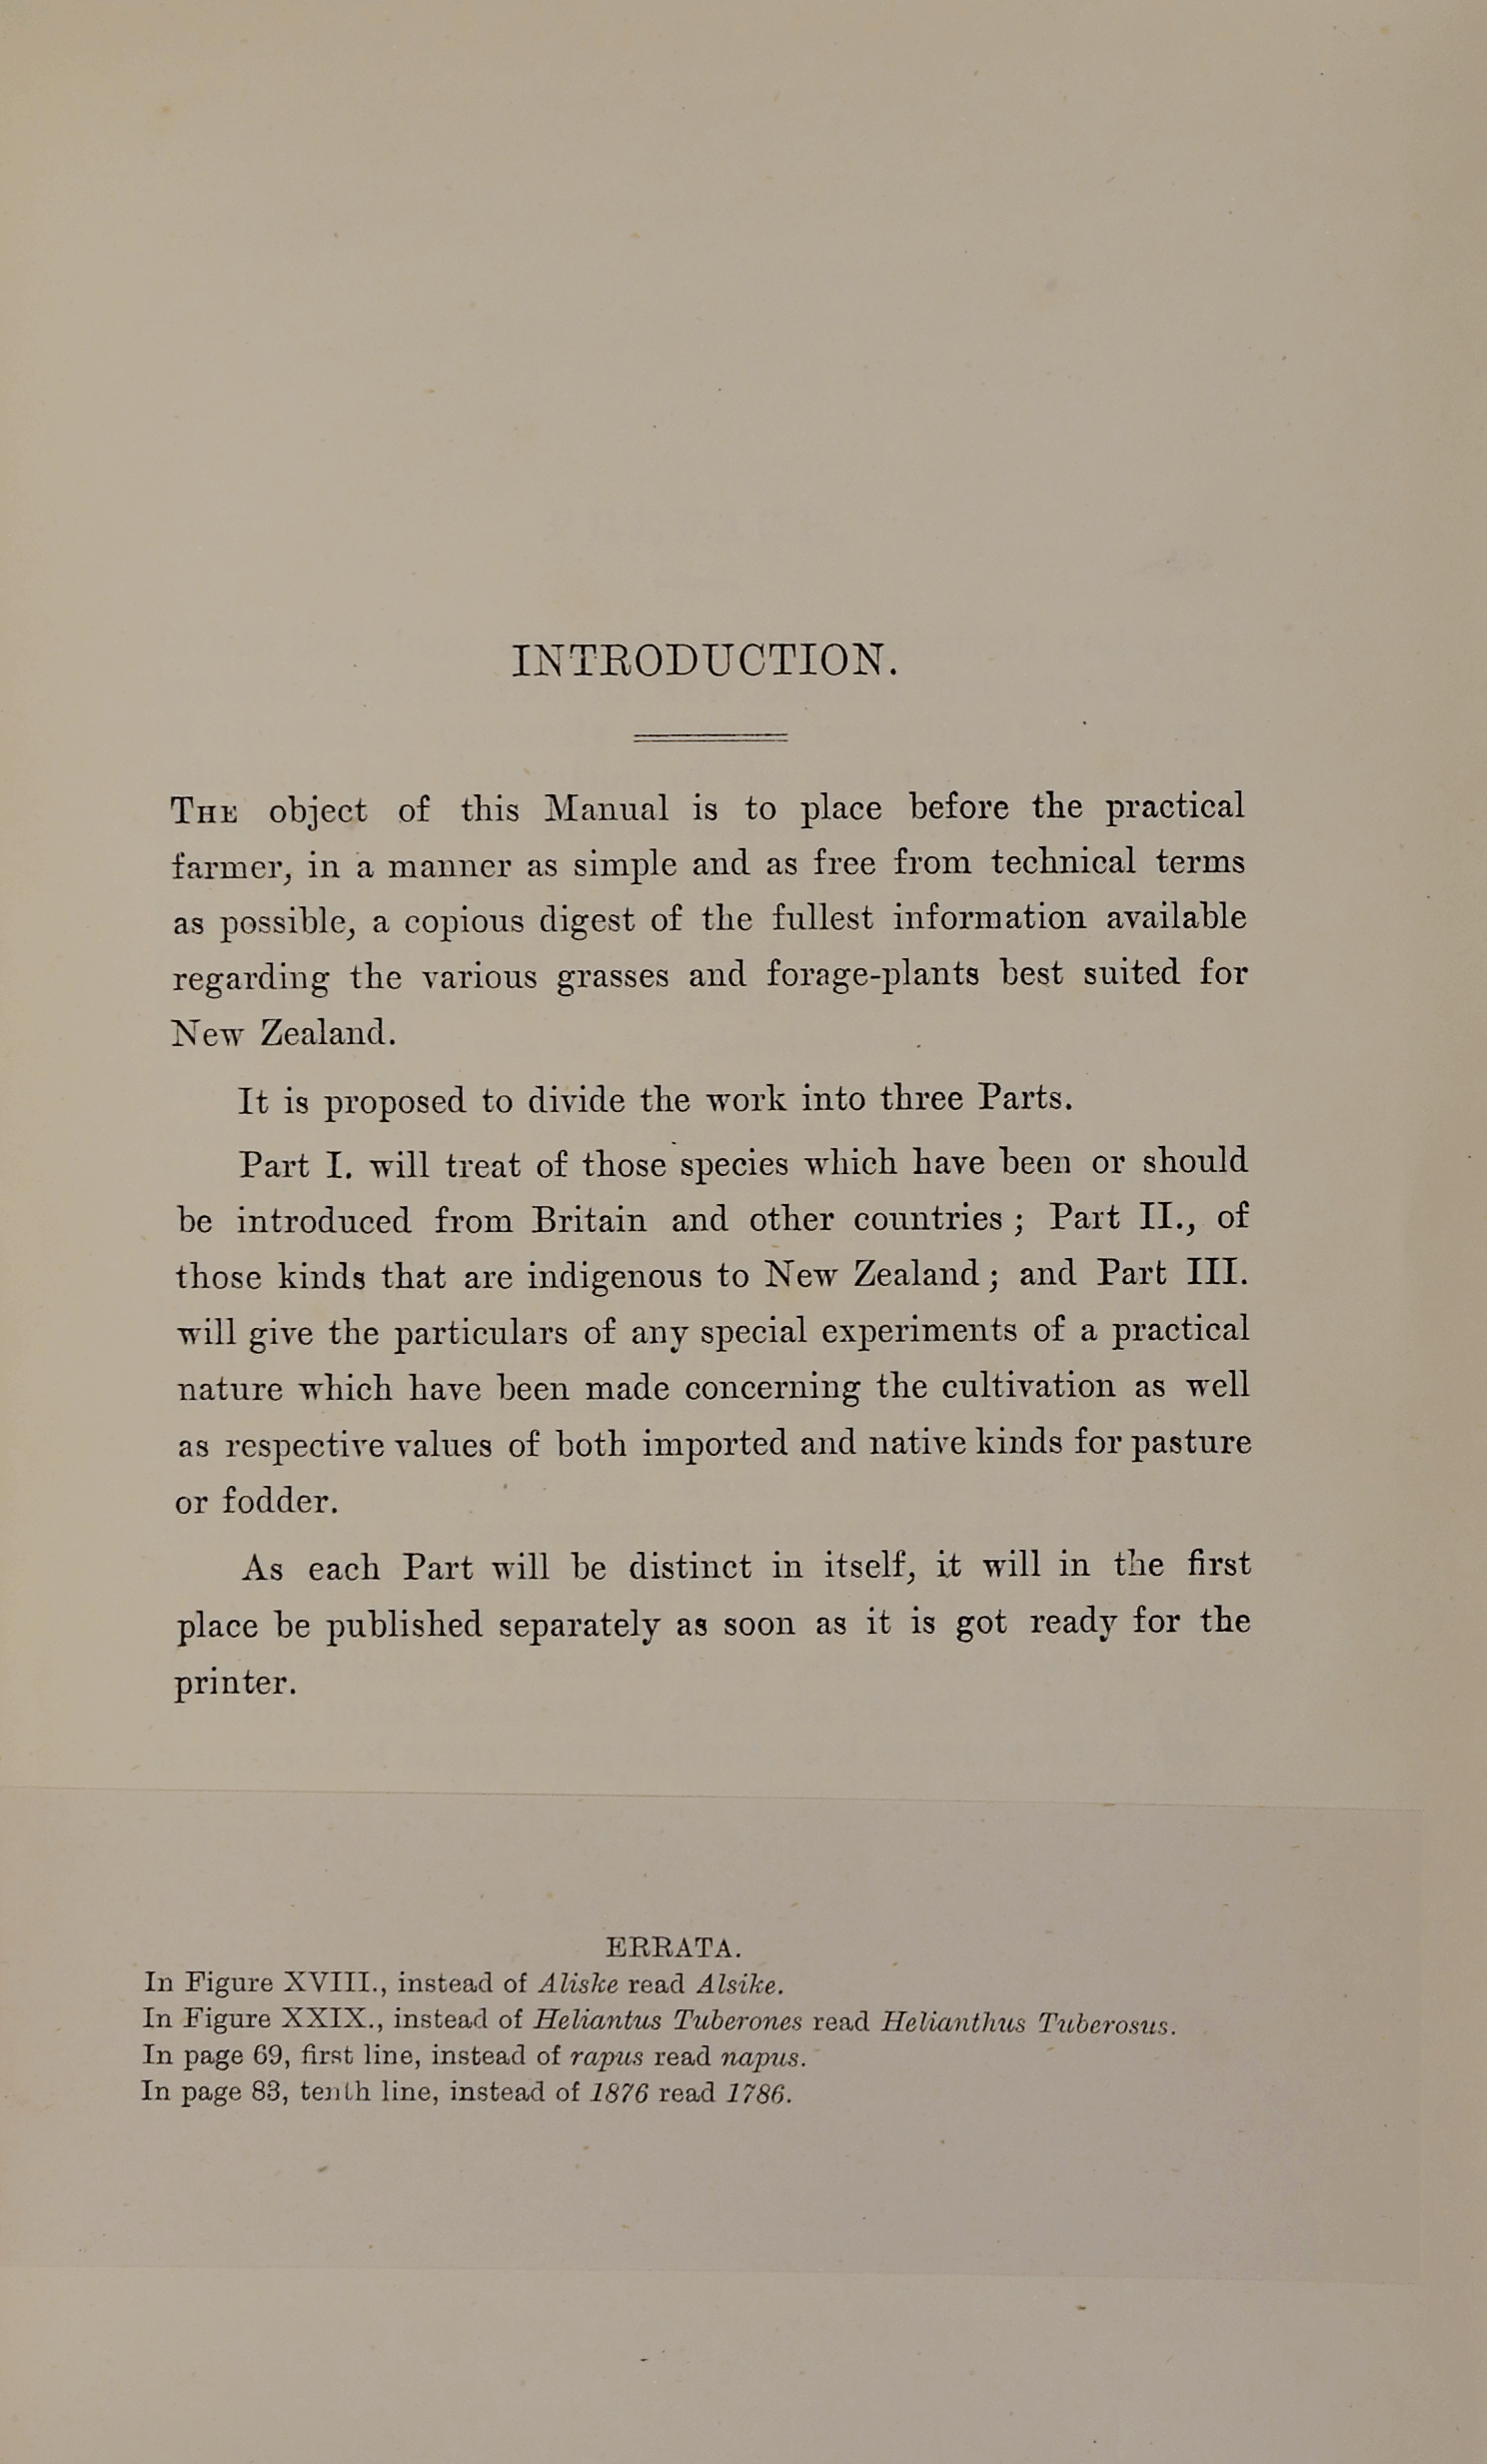 INTRODUCTION.
THE object of this Manual is to place before the practical
farmer, in a manner as simple and as free from technical terms
as possible, a copious digest of the fullest information available
regarding the various grasses and forage-plants best suited for
New Zealand.
It is proposed to divide the work into three Parts.
Part I. will treat of those species which have been or should
be introduced from Britain and other countries ; Part II., of
those kinds that are indigenous to New Zealand ; and Part III.
will give the particulars of any special experiments of a practical
nature which have been made concerning the cultivation as well
as respective values of both imported and native kinds for pasture
or fodder.
As each Part will be distinct in itself, it will in the first
place be published separately as soon as it is got ready for the
printer.
ERRATA.
In Figure XVIII., instead of Aliske read Alsike.
In Figure XXIX., instead of Heliantus Tuberones read Helianthus Tuberosus.
In page 69, first line, instead of rapus read napus.
In page 83, tenth line, instead of 1876 read 1786.